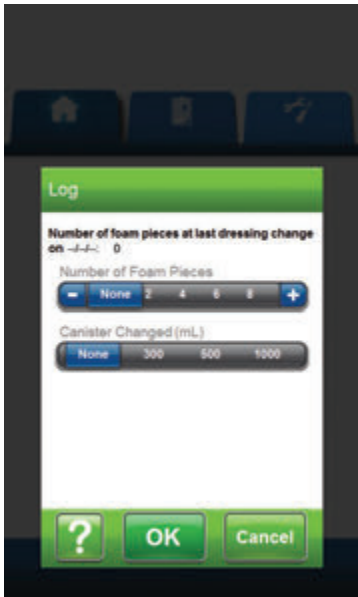 Log
Number of foam pieces at last dressing change
on --/--/--: 0
Number of Foam Pieces
- None 2 4 6 8 +
Canister Changed (mL)
None 300 500 1000
? OK Cancel